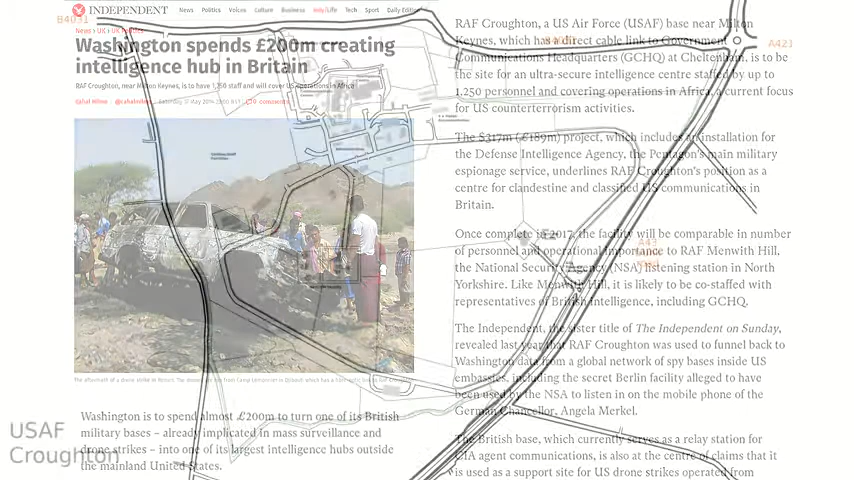 INDEPENDENT
News Voices Culture Business Indy/Life Tech Sport Daily Edition
B4031
News › UK › UK Politics
Washington spends £200m creating
intelligence hub in Britain
RAF Croughton, near Milton Keynes, is to have 1,250 staff and will cover US operations in Africa
Cahal Milmo
RAF Croughton, a US Air Force (USAF) base near Milton
Keynes, which has a direct cable link to Government
A421
Communications Headquarters (GCHQ) at Cheltenham, is to be
the site for an ultra-secure intelligence centre staffed by up to
1,250 personnel and covering operations in Africa, a current focus
for US counterterrorism activities.
The $317m (£189m) project, which includes an installation for
the Defense Intelligence Agency, the Pentagon's main military
espionage service, underlines RAF Croughton's position as a
centre for clandestine and classified US communications in
Britain.
Once complete in 2017, the facility will be comparable in number
of personnel and operational importance to RAF Menwith Hill,
A43
the National Security Agency (NSA) listening station in North
Yorkshire. Like Menwith Hill, it is likely to be co-staffed with
representatives of British intelligence, including GCHQ.
The Independent, the sister title of The Independent on Sunday,
revealed last year that RAF Croughton was used to funnel back to
Washington data from a global network of spy bases inside US
embassies, including the secret Berlin facility alleged to have
been used by the NSA to listen in on the mobile phone of the
German Chancellor, Angela Merkel.
The British base, which currently serves as a relay station for
CIA agent communications, is also at the centre of claims that it
is used as a support site for US drone strikes operated from
Washington is to spend almost £200m to turn one of its British
military bases – already implicated in mass surveillance and
drone strikes – into one of its largest intelligence hubs outside
the mainland United States.
USAF
Croughton